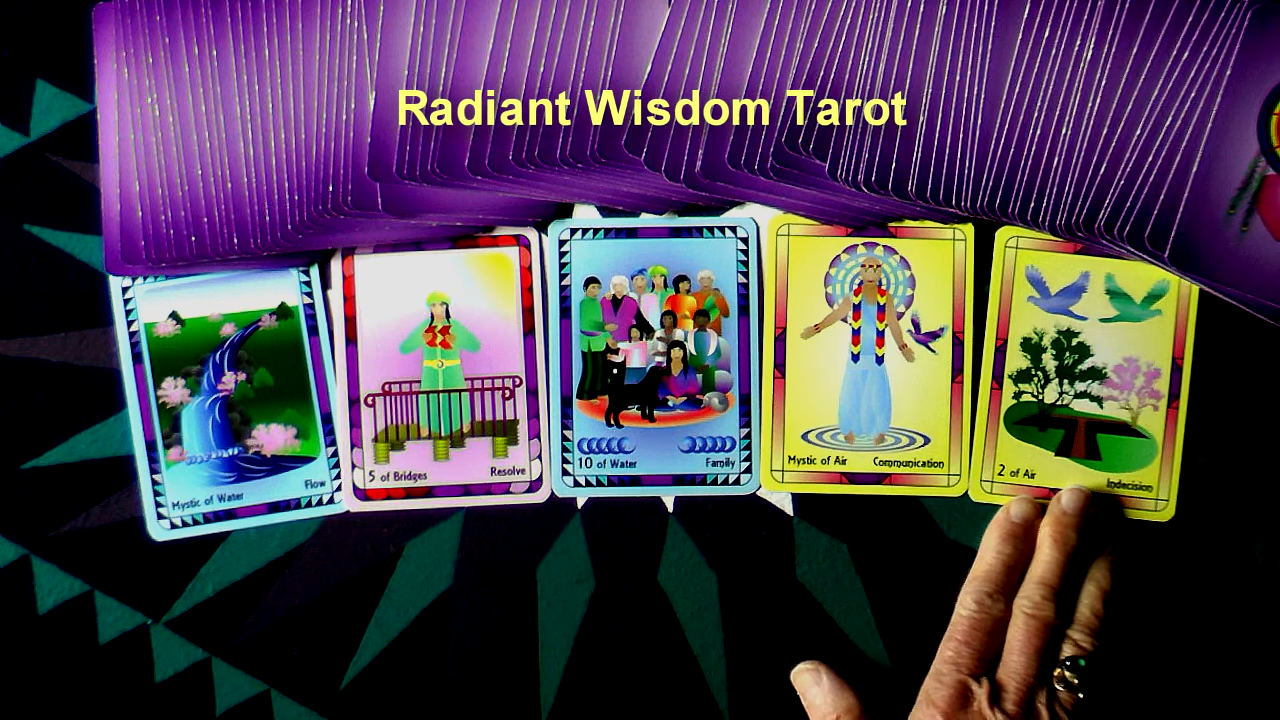 Radiant Wisdom Tarot
Mystic of Water Flow
5 of Bridges Resolve
10 of Water Family
Mystic of Air Communication
2 of Air Indecision